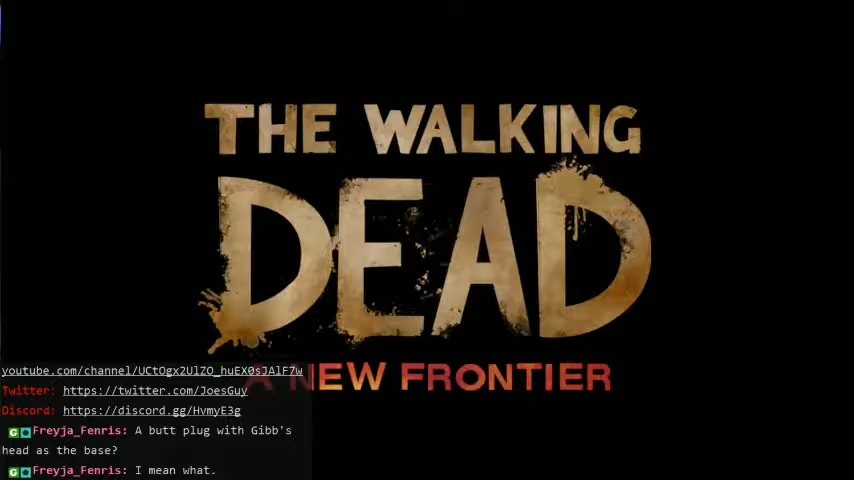 THE WALKING
DEAD
A NEW FRONTIER
youtube.com/channel/UCtOgx2UlZO_huEX0sJAlF7w
Twitter: https://twitter.com/JoesGuy
Discord: https://discord.gg/HvmyE3g
Freyja_Fenris: A butt plug with Gibb's
head as the base?
Freyja_Fenris: I mean what.